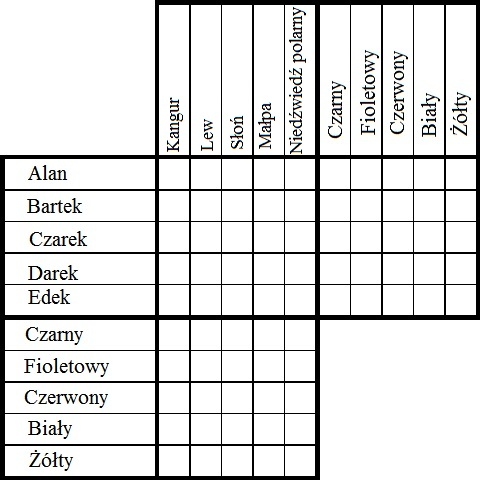 Kangur
Lew
Słoń
Małpa
Niedźwiedź polarny
Czarny
Fioletowy
Czerwony
Biały
Żółty
Alan
Bartek
Czarek
Darek
Edek
Czarny
Fioletowy
Czerwony
Biały
Żółty